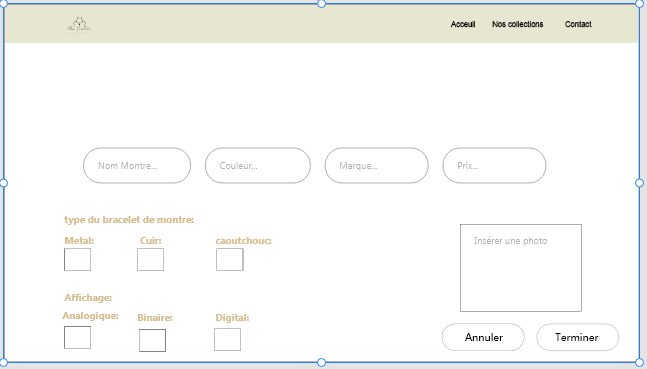 Acceuil Nos collections Contact
Nom Montre... Couleur... Marque... Prix...
type du bracelet de montre:
Metal: Cuir: caoutchouc:
Insérer une photo
Affichage:
Analogique: Binaire: Digital:
Annuler Terminer